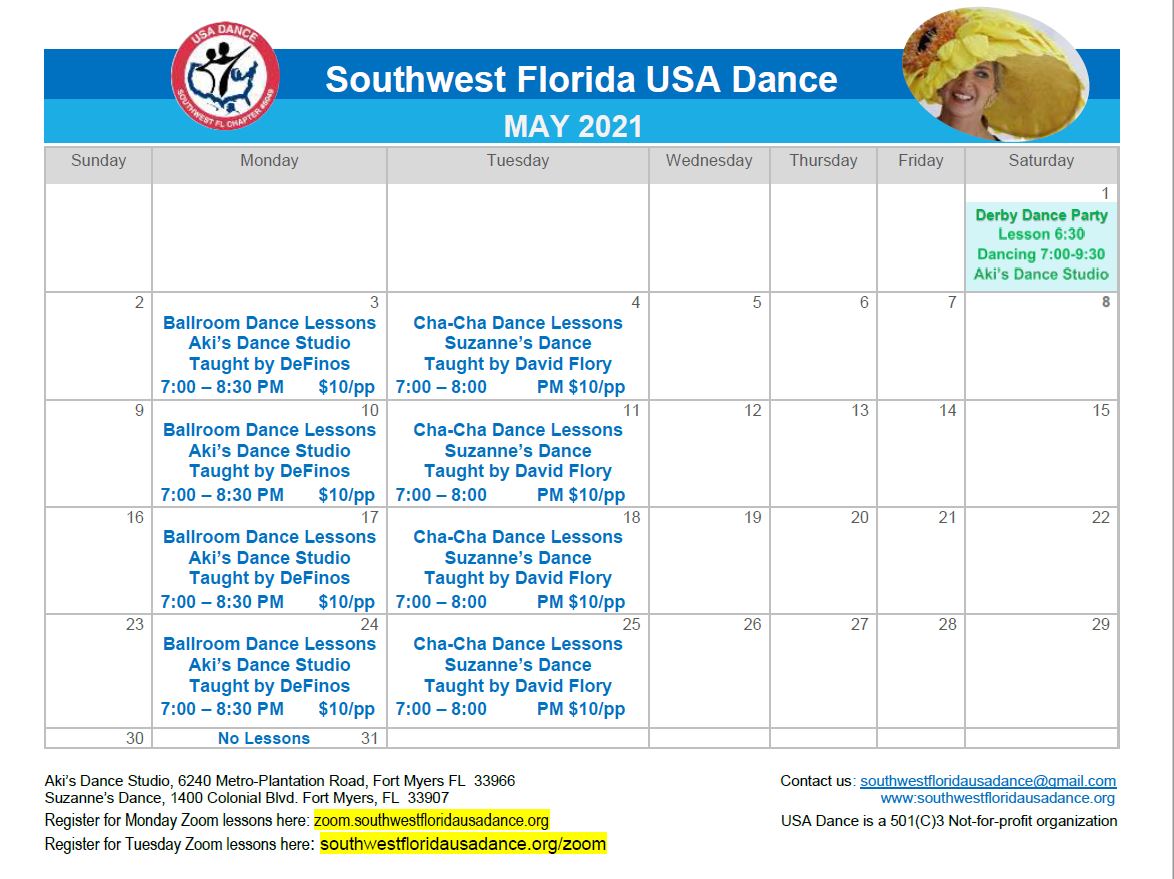 USA DANCE
SOUTHWEST FL CHAPTER #6049
Southwest Florida USA Dance
MAY 2021
Sunday Monday Tuesday Wednesday Thursday Friday Saturday
1
Derby Dance Party
Lesson 6:30
Dancing 7:00-9:30
Aki's Dance Studio
2
3
Ballroom Dance Lessons
Aki's Dance Studio
Taught by DeFinos
7:00 – 8:30 PM $10/pp
4
Cha-Cha Dance Lessons
Suzanne's Dance
Taught by David Flory
7:00 – 8:00 PM $10/pp
5
6
7
8
9
10
Ballroom Dance Lessons
Aki's Dance Studio
Taught by DeFinos
7:00 – 8:30 PM $10/pp
11
Cha-Cha Dance Lessons
Suzanne's Dance
Taught by David Flory
7:00 – 8:00 PM $10/pp
12
13
14
15
16
17
Ballroom Dance Lessons
Aki's Dance Studio
Taught by DeFinos
7:00 – 8:30 PM $10/pp
18
Cha-Cha Dance Lessons
Suzanne's Dance
Taught by David Flory
7:00 – 8:00 PM $10/pp
19
20
21
22
23
24
Ballroom Dance Lessons
Aki's Dance Studio
Taught by DeFinos
7:00 – 8:30 PM $10/pp
25
Cha-Cha Dance Lessons
Suzanne's Dance
Taught by David Flory
7:00 – 8:00 PM $10/pp
26
27
28
29
30
No Lessons 31
Aki's Dance Studio, 6240 Metro-Plantation Road, Fort Myers FL 33966
Suzanne's Dance, 1400 Colonial Blvd. Fort Myers, FL 33907
Register for Monday Zoom lessons here: zoom.southwestfloridausadance.org
Register for Tuesday Zoom lessons here: southwestfloridausadance.org/zoom
Contact us: southwestfloridausadance@gmail.com
www:southwestfloridausadance.org
USA Dance is a 501(C)3 Not-for-profit organization